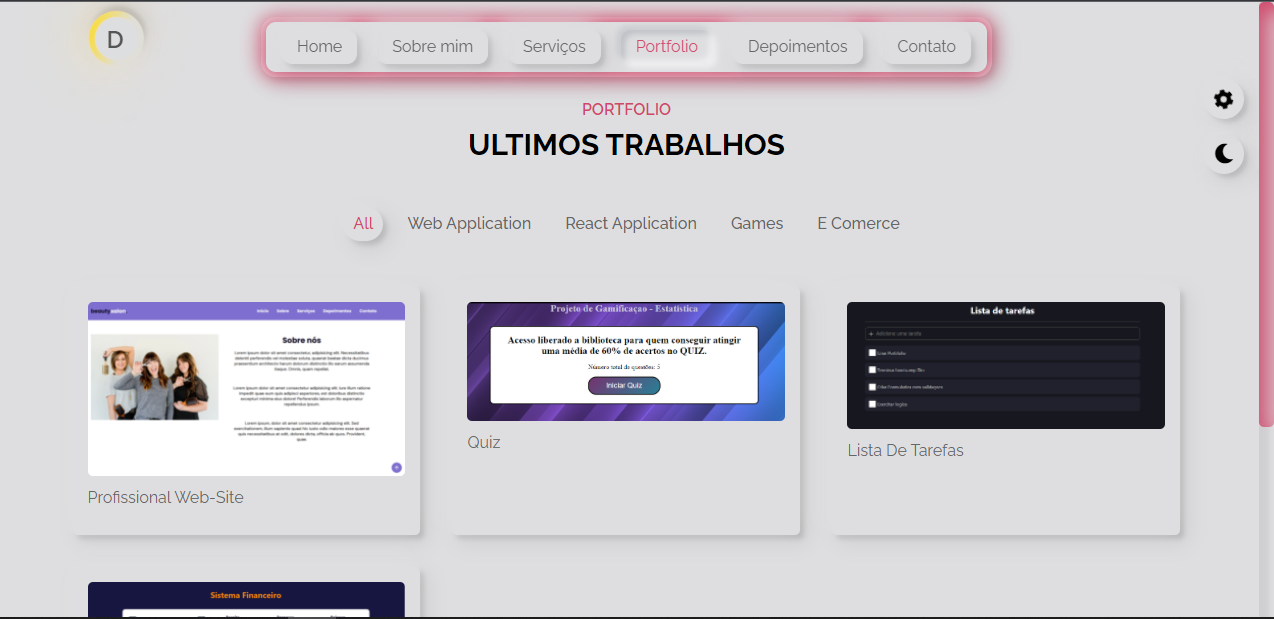 D
Home Sobre mim Serviços Portfolio Depoimentos Contato
PORTFOLIO
ULTIMOS TRABALHOS
All Web Application React Application Games E Comerce
beautysalon
Início Sobre Serviços Depoimentos Contato
Sobre nós
Profissional Web-Site
Projeto de Gamificaçao - Estatística
Acesso liberado a biblioteca para quem conseguir atingir
uma média de 60% de acertos no QUIZ.
Número total de questões: 5
Iniciar Quiz
Quiz
Lista de tarefas
+ Adicione uma tarefa
Lista De Tarefas
Sistema Financeiro